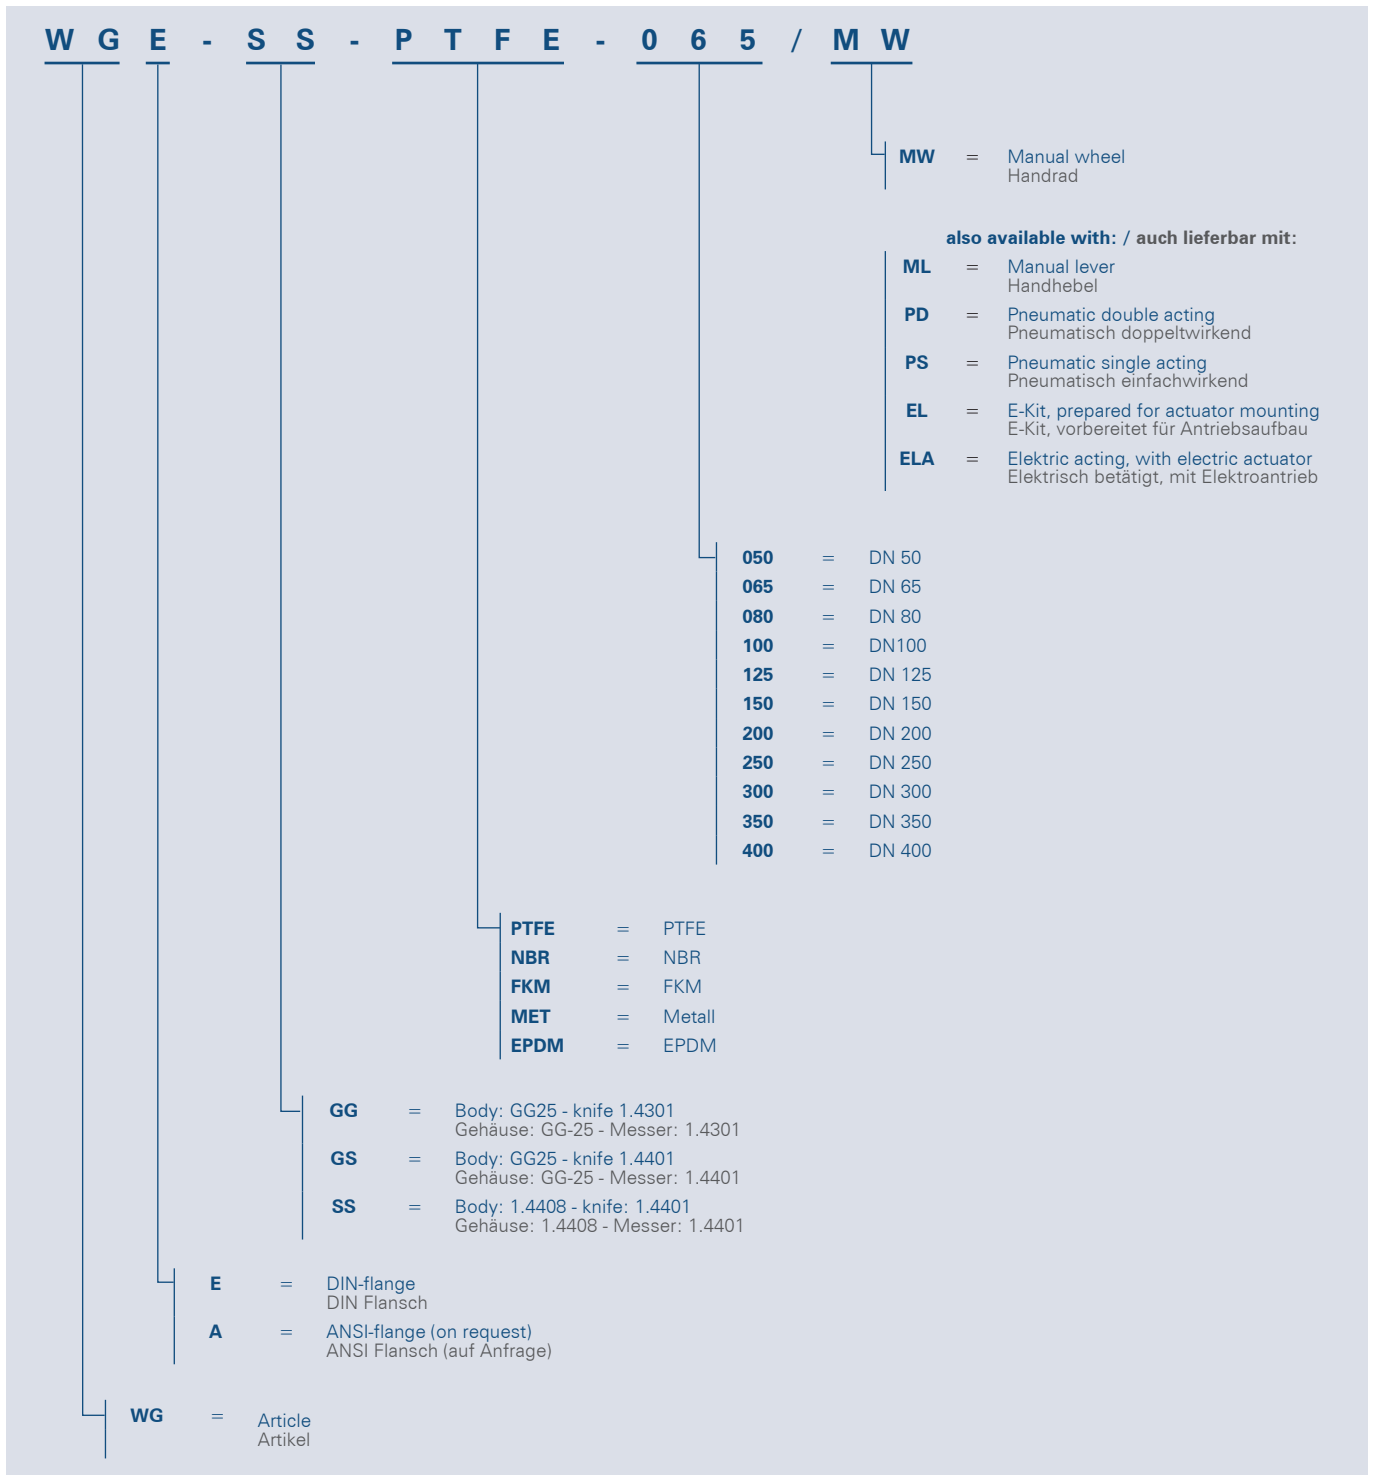 WGE-SS-PTFE-065/MW
MW = Manual wheel
Handrad
also available with: / auch lieferbar mit:
ML = Manual lever
Handhebel
PD = Pneumatic double acting
Pneumatisch doppeltwirkend
PS = Pneumatic single acting
Pneumatisch einfachwirkend
EL = E-Kit, prepared for actuator mounting
E-Kit, vorbereitet für Antriebsaufbau
ELA = Elektric acting, with electric actuator
Elektrisch betätigt, mit Elektroantrieb
050 = DN 50
065 = DN 65
080 = DN 80
100 = DN100
125 = DN 125
150 = DN 150
200 = DN 200
250 = DN 250
300 = DN 300
350 = DN 350
400 = DN 400
PTFE = PTFE
NBR = NBR
FKM = FKM
MET = Metall
EPDM = EPDM
GG = Body: GG25 - knife 1.4301
Gehäuse: GG-25 - Messer: 1.4301
GS = Body: GG25 - knife 1.4401
Gehäuse: GG-25 - Messer: 1.4401
SS = Body: 1.4408 - knife: 1.4401
Gehäuse: 1.4408 - Messer: 1.4401
E = DIN-flange
DIN Flansch
A = ANSI-flange (on request)
ANSI Flansch (auf Anfrage)
WG = Article
Artikel